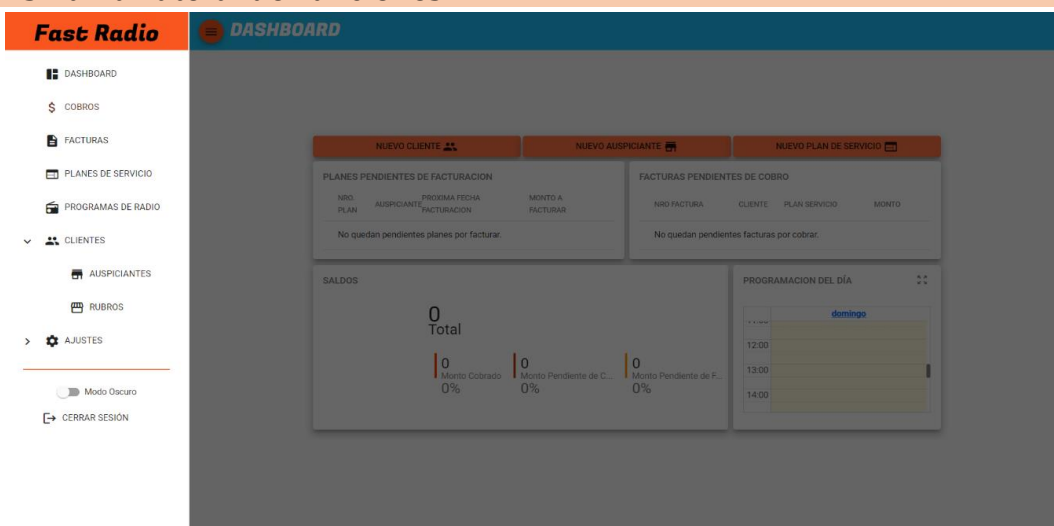 Fast Radio
DASHBOARD
DASHBOARD
COBROS
FACTURAS
PLANES DE SERVICIO
PROGRAMAS DE RADIO
CLIENTES
AUSPICIANTES
RUBROS
AJUSTES
Modo Oscuro
CERRAR SESIÓN
NUEVO CLIENTE
NUEVO AUSPICIANTE
NUEVO PLAN DE SERVICIO
PLANES PENDIENTES DE FACTURACION
NRO. PLAN
AUSPICIANTE
PROXIMA FECHA FACTURACION
MONTO A FACTURAR
No quedan pendientes planes por facturar.
FACTURAS PENDIENTES DE COBRO
NRO FACTURA
CLIENTE
PLAN SERVICIO
MONTO
No quedan pendientes facturas por cobrar.
SALDOS
0
Total
0
Monto Cobrado
0%
0
Monto Pendiente de C...
0%
0
Monto Pendiente de F...
0%
PROGRAMACION DEL DÍA
domingo
12:00
13:00
14:00